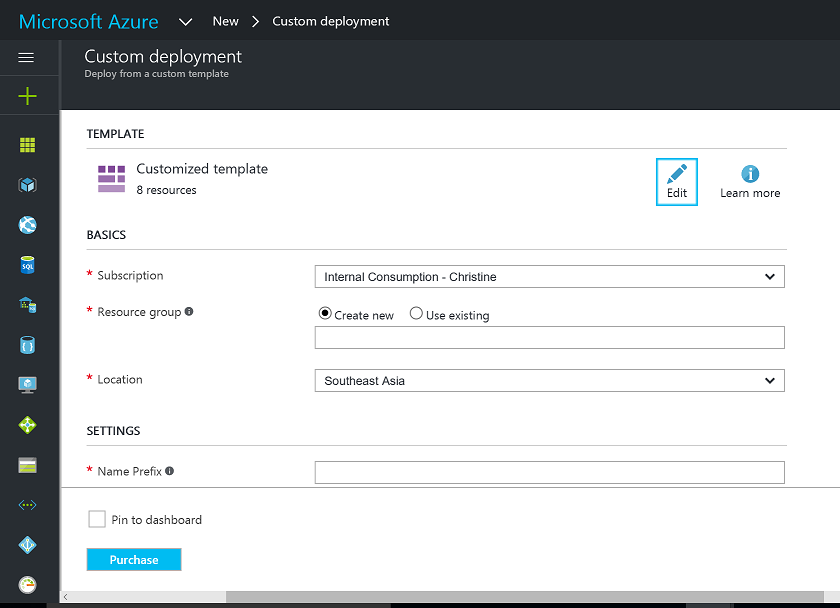 Microsoft Azure New Custom deployment
Custom deployment
Deploy from a custom template
TEMPLATE
Customized template
8 resources
Edit
Learn more
BASICS
* Subscription
Internal Consumption - Christine
* Resource group
Create new Use existing
* Location
Southeast Asia
SETTINGS
* Name Prefix
Pin to dashboard
Purchase
SQL